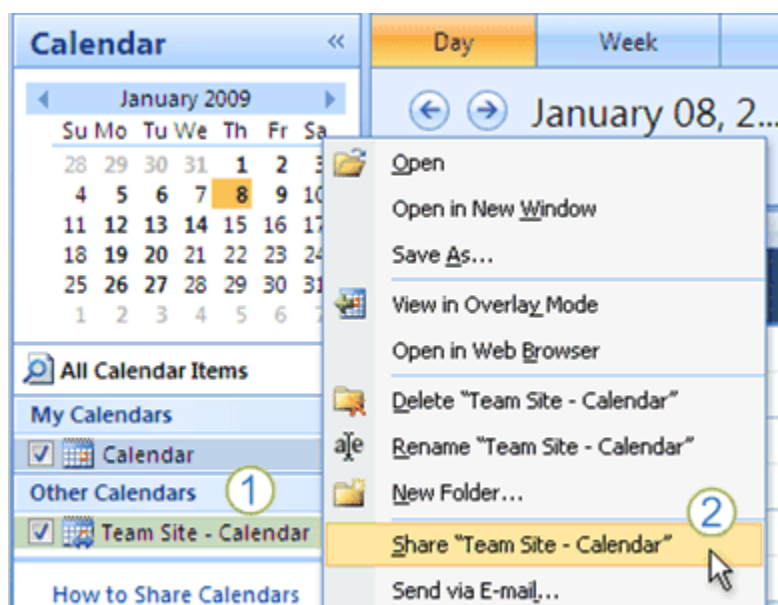 Calendar «
Day Week
January 2009
January 08, 2...
Su Mo Tu We Th Fr Sa
28 29 30 31 1 2 3
4 5 6 7 8 9 10
11 12 13 14 15 16 17
18 19 20 21 22 23 24
25 26 27 28 29 30 31
1 2 3 4 5 6 7
All Calendar Items
My Calendars
Calendar
Other Calendars 1
Team Site - Calendar
How to Share Calendars
Open
Open in New Window
Save As...
View in Overlay Mode
Open in Web Browser
Delete "Team Site - Calendar"
Rename "Team Site - Calendar"
New Folder...
2
Share "Team Site - Calendar"
Send via E-mail...